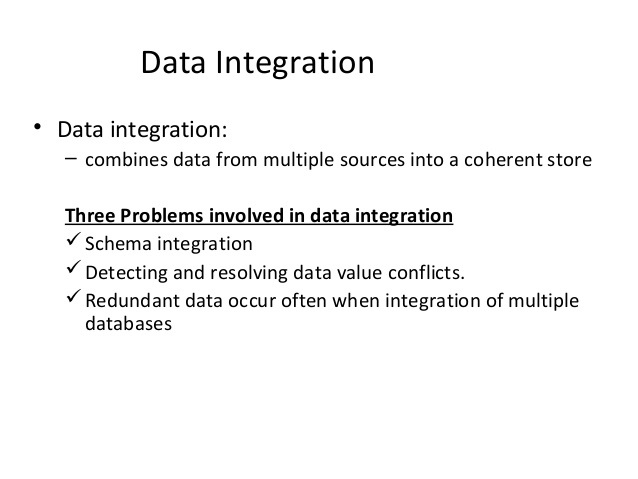 Data Integration
• Data integration:
– combines data from multiple sources into a coherent store
Three Problems involved in data integration
✓ Schema integration
✓ Detecting and resolving data value conflicts.
✓ Redundant data occur often when integration of multiple
databases